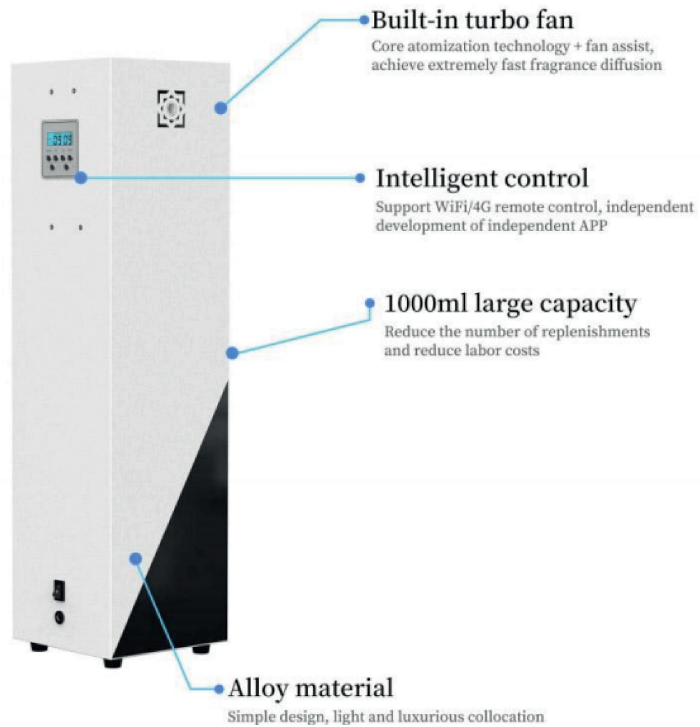 Built-in turbo fan
Core atomization technology + fan assist,
achieve extremely fast fragrance diffusion
Intelligent control
Support WiFi/4G remote control, independent
development of independent APP
1000ml large capacity
Reduce the number of replenishments
and reduce labor costs
Alloy material
Simple design, light and luxurious collocation